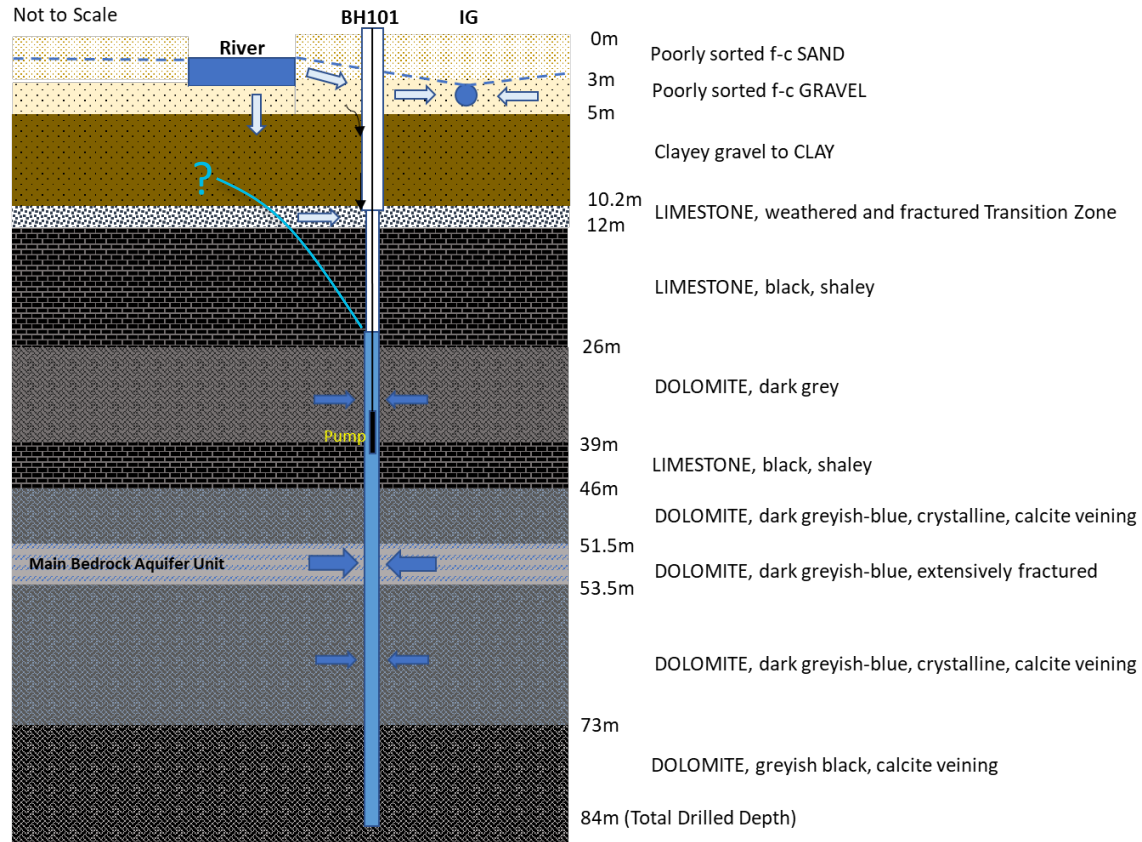 Not to Scale
BH101
IG
River
0m
Poorly sorted f-c SAND
3m
Poorly sorted f-c GRAVEL
5m
Clayey gravel to CLAY
?
10.2m
LIMESTONE, weathered and fractured Transition Zone
12m
LIMESTONE, black, shaley
26m
DOLOMITE, dark grey
Pump
39m
LIMESTONE, black, shaley
46m
DOLOMITE, dark greyish-blue, crystalline, calcite veining
51.5m
Main Bedrock Aquifer Unit
DOLOMITE, dark greyish-blue, extensively fractured
53.5m
DOLOMITE, dark greyish-blue, crystalline, calcite veining
73m
DOLOMITE, greyish black, calcite veining
84m (Total Drilled Depth)